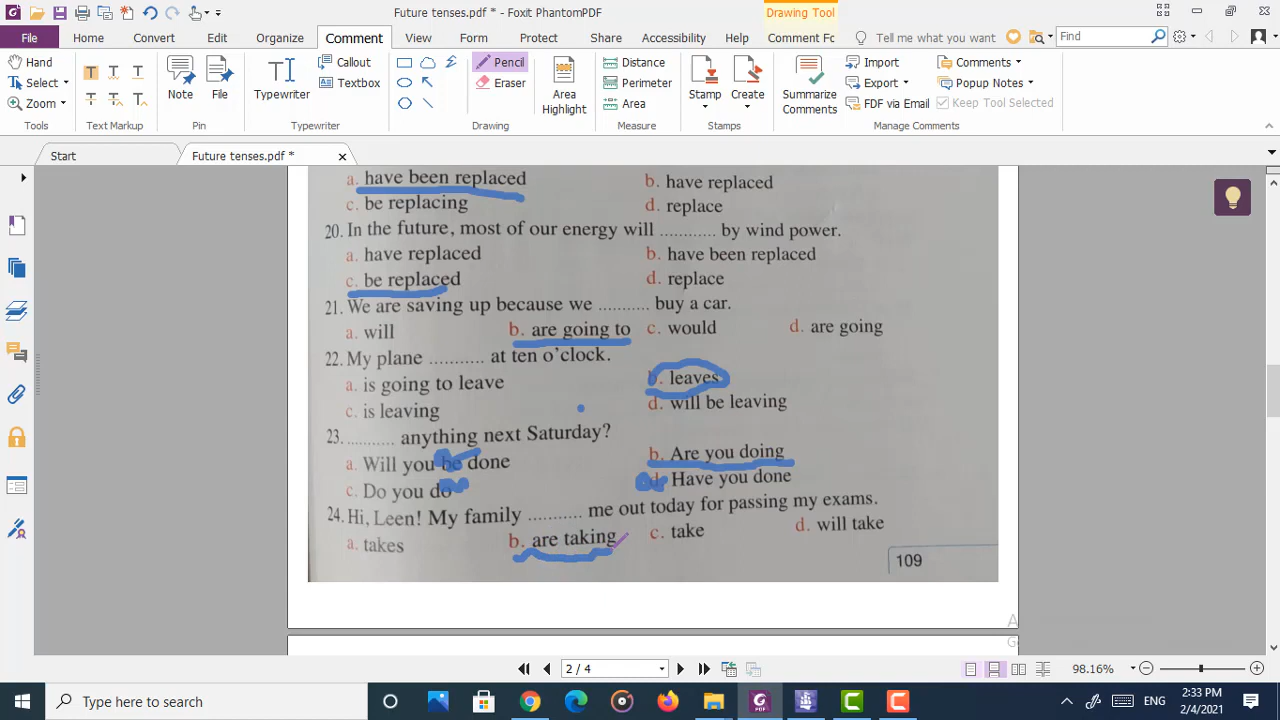 Future tenses.pdf * - Foxit PhantomPDF
Drawing Tool
File Home Convert Edit Organize Comment View Form Protect Share Accessibility Help Comment Fc Tell me what you want Find
Hand
Select
Zoom
Tools
Text Markup
Note
File
Pin
Typewriter
Callout
Textbox
Typewriter
Pencil
Eraser
Area Highlight
Drawing
Distance
Perimeter
Area
Measure
Stamp
Create
Stamps
Summarize Comments
Import
Export
FDF via Email
Comments
Popup Notes
Keep Tool Selected
Manage Comments
Start Future tenses.pdf *
a. have been replaced b. have replaced
c. be replacing d. replace
20. In the future, most of our energy will ........... by wind power.
a. have replaced b. have been replaced
c. be replaced d. replace
21. We are saving up because we .......... buy a car.
a. will b. are going to c. would d. are going
22. My plane ........... at ten o'clock.
a. is going to leave b. leaves
c. is leaving d. will be leaving
23. .......... anything next Saturday?
a. Will you be done b. Are you doing
c. Do you do d. Have you done
24. Hi, Leen! My family .......... me out today for passing my exams.
a. takes b. are taking c. take d. will take
109
A
G
2 / 4 98.16%
Type here to search
ENG
2:33 PM
2/4/2021